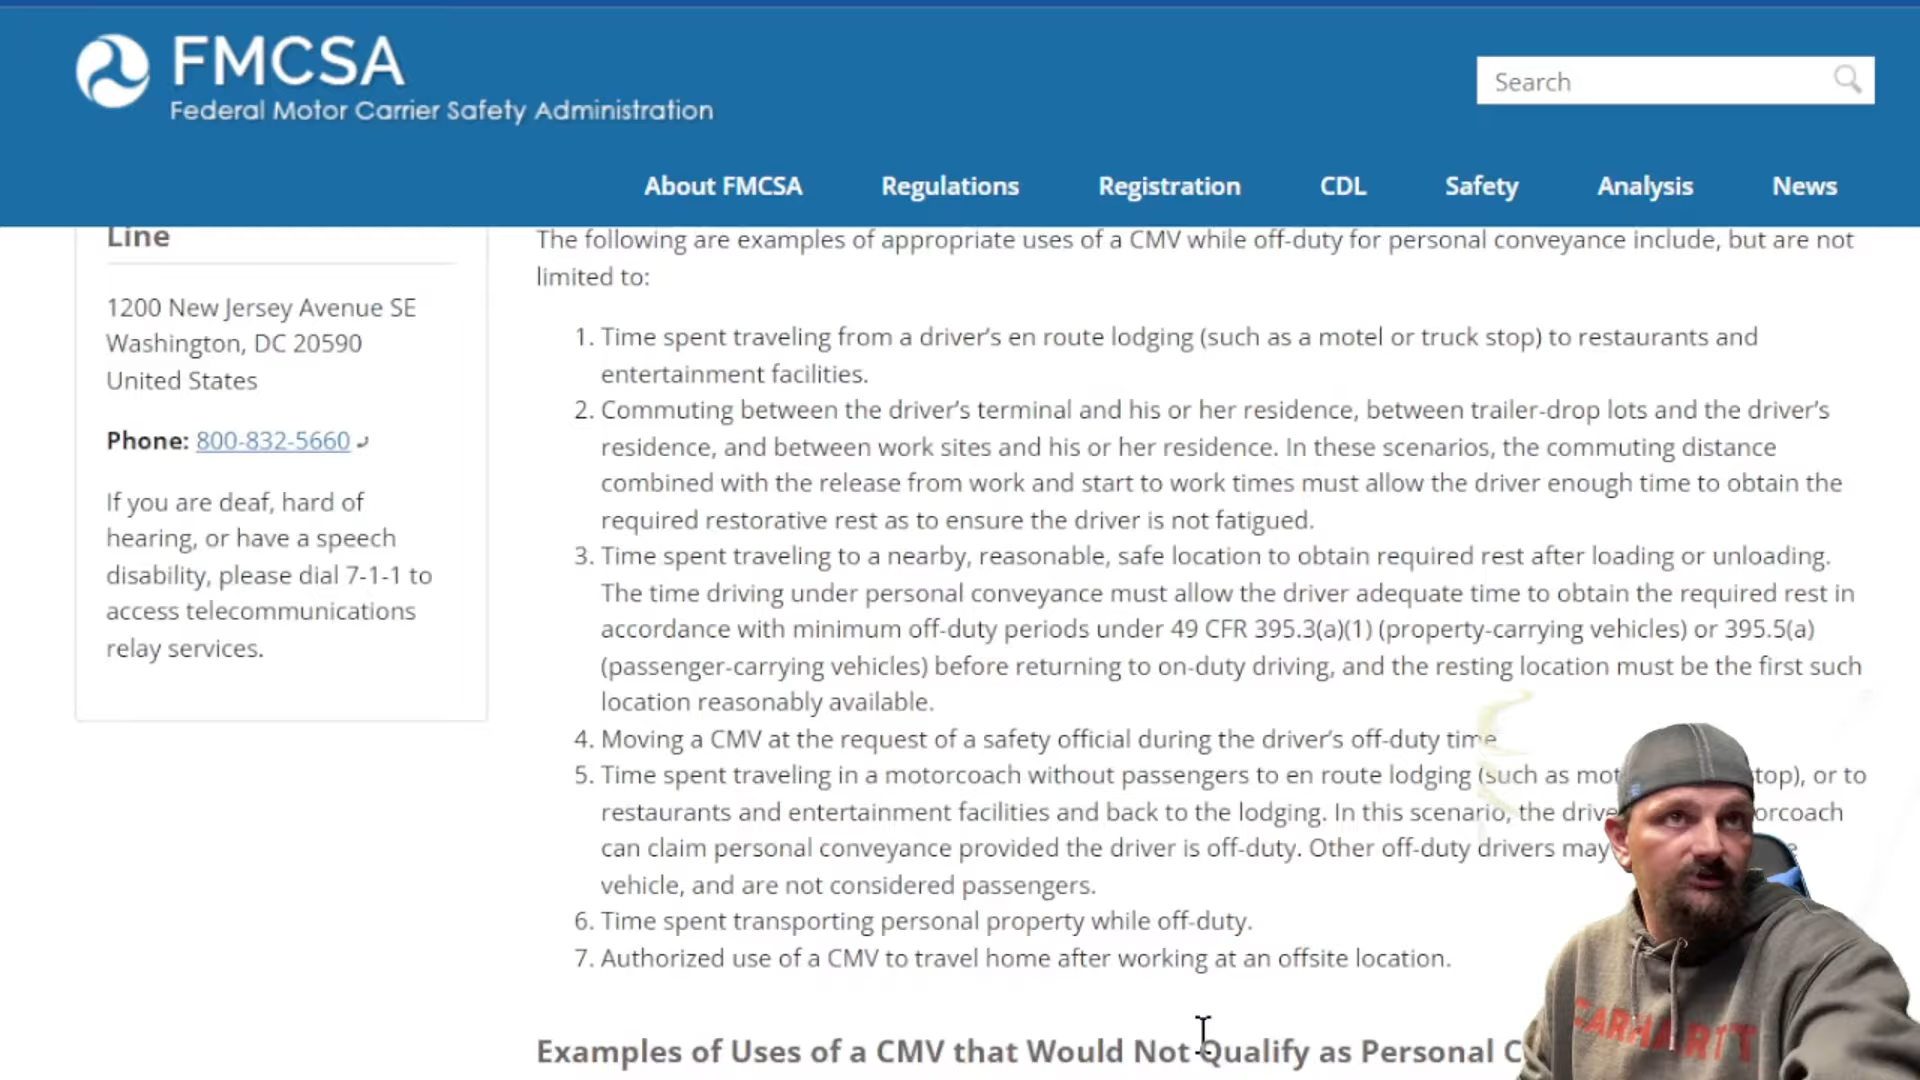 FMCSA
Federal Motor Carrier Safety Administration
Search
About FMCSA Regulations Registration CDL Safety Analysis News
Line
1200 New Jersey Avenue SE
Washington, DC 20590
United States
Phone: 800-832-5660
If you are deaf, hard of
hearing, or have a speech
disability, please dial 7-1-1 to
access telecommunications
relay services.
The following are examples of appropriate uses of a CMV while off-duty for personal conveyance include, but are not
limited to:
1. Time spent traveling from a driver’s en route lodging (such as a motel or truck stop) to restaurants and
entertainment facilities.
2. Commuting between the driver’s terminal and his or her residence, between trailer-drop lots and the driver’s
residence, and between work sites and his or her residence. In these scenarios, the commuting distance
combined with the release from work and start to work times must allow the driver enough time to obtain the
required restorative rest as to ensure the driver is not fatigued.
3. Time spent traveling to a nearby, reasonable, safe location to obtain required rest after loading or unloading.
The time driving under personal conveyance must allow the driver adequate time to obtain the required rest in
accordance with minimum off-duty periods under 49 CFR 395.3(a)(1) (property-carrying vehicles) or 395.5(a)
(passenger-carrying vehicles) before returning to on-duty driving, and the resting location must be the first such
location reasonably available.
4. Moving a CMV at the request of a safety official during the driver’s off-duty time
5. Time spent traveling in a motorcoach without passengers to en route lodging (such as mot top), or to
restaurants and entertainment facilities and back to the lodging. In this scenario, the drive orcoach
can claim personal conveyance provided the driver is off-duty. Other off-duty drivers may
vehicle, and are not considered passengers.
6. Time spent transporting personal property while off-duty.
7. Authorized use of a CMV to travel home after working at an offsite location.
Examples of Uses of a CMV that Would Not Qualify as Personal C
CARHARTT